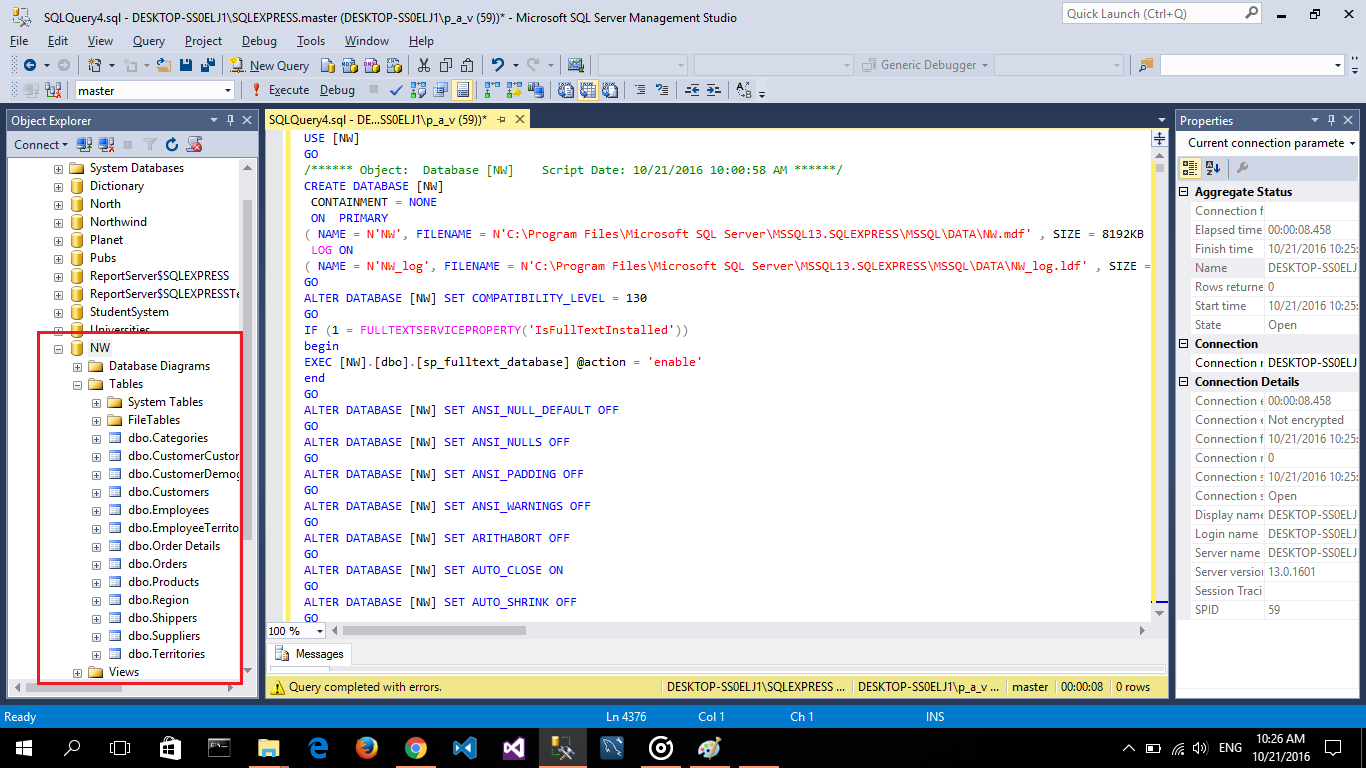 SQLQuery4.sql - DESKTOP-SS0ELJ1\SQLEXPRESS.master (DESKTOP-SS0ELJ1\p_a_v (59))* - Microsoft SQL Server Management Studio
Quick Launch (Ctrl+Q)
File Edit View Query Project Debug Tools Window Help
New Query
Generic Debugger
master
Execute Debug
Object Explorer
Connect
System Databases
Dictionary
North
Northwind
Planet
Pubs
ReportServer$SQLEXPRESS
ReportServer$SQLEXPRESSTe
StudentSystem
Universities
NW
Database Diagrams
Tables
System Tables
FileTables
dbo.Categories
dbo.CustomerCustor
dbo.CustomerDemog
dbo.Customers
dbo.Employees
dbo.EmployeeTerrito
dbo.Order Details
dbo.Orders
dbo.Products
dbo.Region
dbo.Shippers
dbo.Suppliers
dbo.Territories
Views
SQLQuery4.sql - DE...SS0ELJ1\p_a_v (59))*
USE [NW]
GO
/****** Object:  Database [NW]    Script Date: 10/21/2016 10:00:58 AM ******/
CREATE DATABASE [NW]
CONTAINMENT = NONE
ON  PRIMARY
( NAME = N'NW', FILENAME = N'C:\Program Files\Microsoft SQL Server\MSSQL13.SQLEXPRESS\MSSQL\DATA\NW.mdf' , SIZE = 8192KB
LOG ON
( NAME = N'NW_log', FILENAME = N'C:\Program Files\Microsoft SQL Server\MSSQL13.SQLEXPRESS\MSSQL\DATA\NW_log.ldf' , SIZE =
GO
ALTER DATABASE [NW] SET COMPATIBILITY_LEVEL = 130
GO
IF (1 = FULLTEXTSERVICEPROPERTY('IsFullTextInstalled'))
begin
EXEC [NW].[dbo].[sp_fulltext_database] @action = 'enable'
end
GO
ALTER DATABASE [NW] SET ANSI_NULL_DEFAULT OFF
GO
ALTER DATABASE [NW] SET ANSI_NULLS OFF
GO
ALTER DATABASE [NW] SET ANSI_PADDING OFF
GO
ALTER DATABASE [NW] SET ANSI_WARNINGS OFF
GO
ALTER DATABASE [NW] SET ARITHABORT OFF
GO
ALTER DATABASE [NW] SET AUTO_CLOSE ON
GO
ALTER DATABASE [NW] SET AUTO_SHRINK OFF
GO
100 %
Messages
Query completed with errors.
DESKTOP-SS0ELJ1\SQLEXPRESS ... DESKTOP-SS0ELJ1\p_a_v ... master 00:00:08 0 rows
Properties
Current connection paramete
Aggregate Status
Connection f
Elapsed time 00:00:08.458
Finish time 10/21/2016 10:25:
Name DESKTOP-SS0ELJ
Rows returne 0
Start time 10/21/2016 10:25:
State Open
Connection
Connection n DESKTOP-SS0ELJ
Connection Details
Connection e 00:00:08.458
Connection e Not encrypted
Connection f 10/21/2016 10:25:
Connection r 0
Connection s 10/21/2016 10:25:
Connection s Open
Display name DESKTOP-SS0ELJ
Login name DESKTOP-SS0ELJ
Server name DESKTOP-SS0ELJ
Server version 13.0.1601
Session Traci
SPID 59
Ready Ln 4376 Col 1 Ch 1 INS
ENG
10:26 AM
10/21/2016